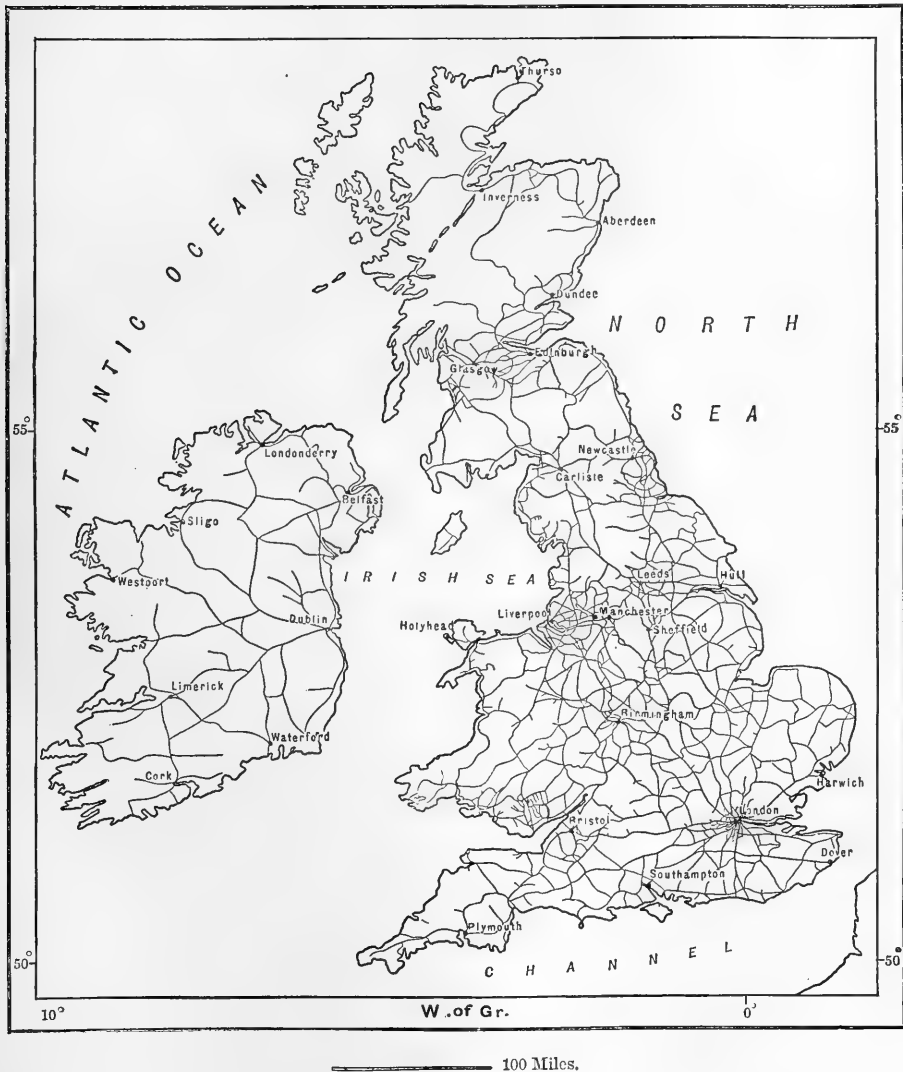 Thurso
ATLANTIC OCEAN
Inverness
Aberdeen
Dundee
NORTH
SEA
Edinburgh
Glasgow
55°
55°
Londonderry
Newcastle
Carlisle
Belfast
Sligo
IRISH SEA
Westport
Leeds
Hull
Dublin
Liverpool
Manchester
Holyhead
Sheffield
Limerick
Birmingham
Waterford
Cork
Harwich
London
Bristol
Dover
Southampton
Plymouth
CHANNEL
50°
50°
10°
W. of Gr.
0°
100 Miles.